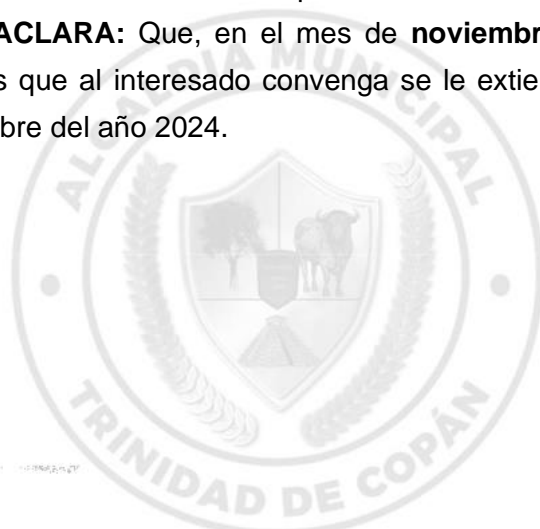 ACLARA: Que, en el mes de noviembr
s que al interesado convenga se le extie
bre del año 2024.
ALCALDÍA MUNICIPAL
TRINIDAD DE COPÁN